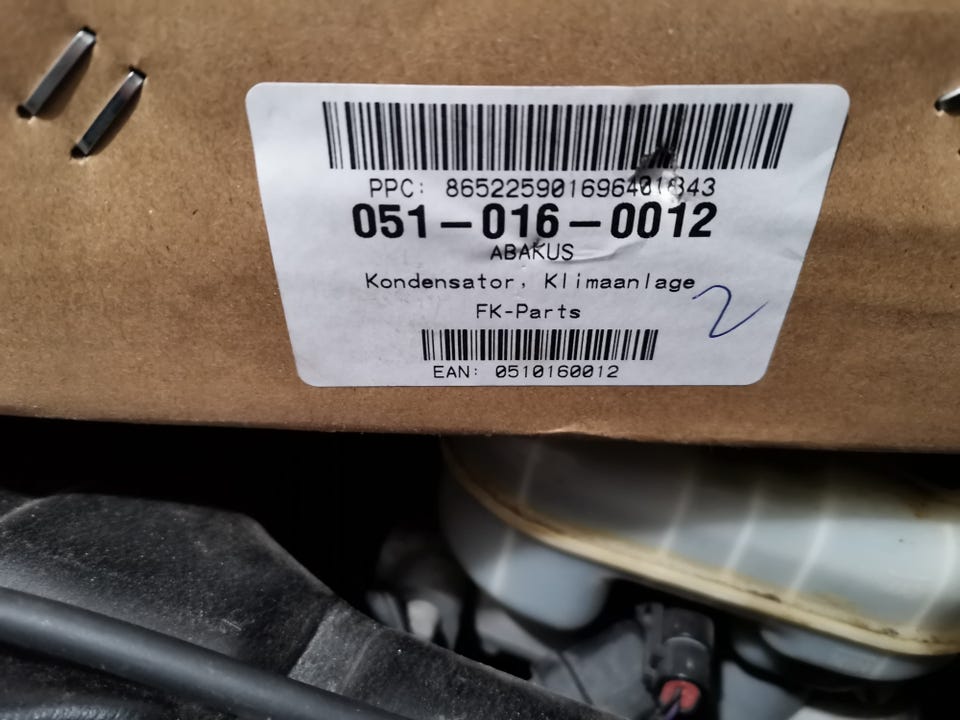 PPC: 865225901696401843
051-016-0012
ABAKUS
Kondensator, Klimaanlage
FK-Parts
2
EAN: 0510160012